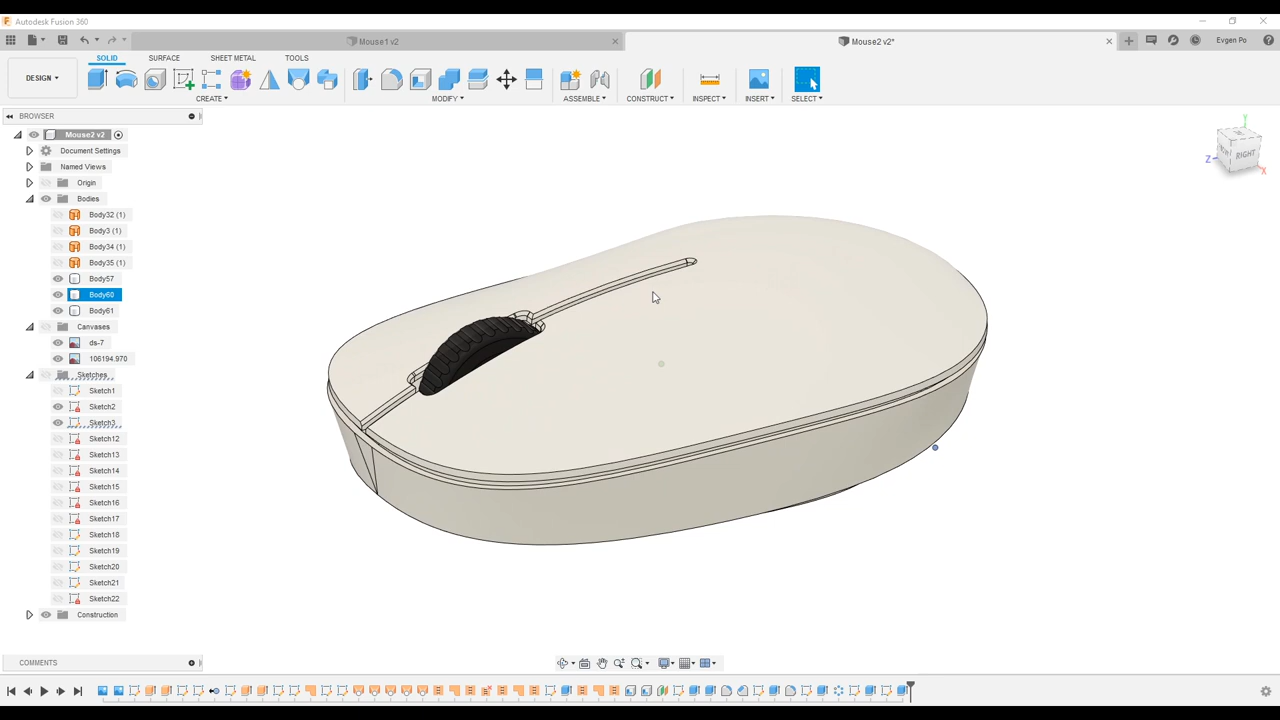 Autodesk Fusion 360
Mouse1 v2
Mouse2 v2*
Evgen Po
DESIGN
SOLID
SURFACE
SHEET METAL
TOOLS
CREATE
MODIFY
ASSEMBLE
CONSTRUCT
INSPECT
INSERT
SELECT
BROWSER
Mouse2 v2
Document Settings
Named Views
Origin
Bodies
Body32 (1)
Body3 (1)
Body34 (1)
Body35 (1)
Body57
Body60
Body61
Canvases
ds-7
106194.970
Sketches
Sketch1
Sketch2
Sketch3
Sketch12
Sketch13
Sketch14
Sketch15
Sketch16
Sketch17
Sketch18
Sketch19
Sketch20
Sketch21
Sketch22
Construction
COMMENTS
Y
Z
X
RIGHT